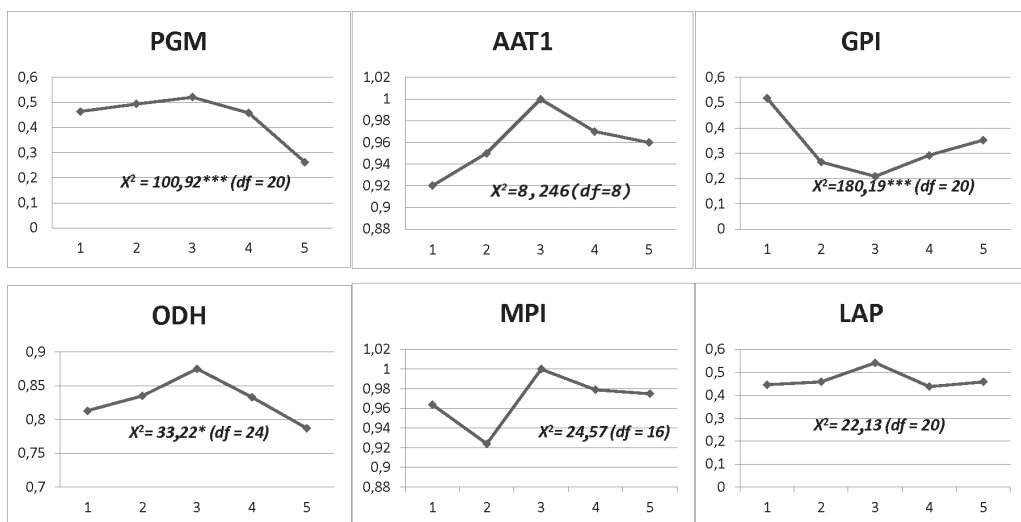 PGM
0,6
0,5
0,4
0,3
0,2
0,1
0
X² = 100,92*** (df = 20)
1 2 3 4 5
AAT1
1,02
1
0,98
0,96
0,94
0,92
0,9
0,88
X²=8,246(df=8)
1 2 3 4 5
GPI
0,6
0,5
0,4
0,3
0,2
0,1
0
X²=180,19*** (df = 20)
1 2 3 4 5
ODH
0,9
0,85
0,8
0,75
0,7
X² = 33,22* (df = 24)
1 2 3 4 5
MPI
1,02
1
0,98
0,96
0,94
0,92
0,9
0,88
X² = 24,57 (df = 16)
1 2 3 4 5
LAP
0,6
0,5
0,4
0,3
0,2
0,1
0
X² = 22,13 (df = 20)
1 2 3 4 5